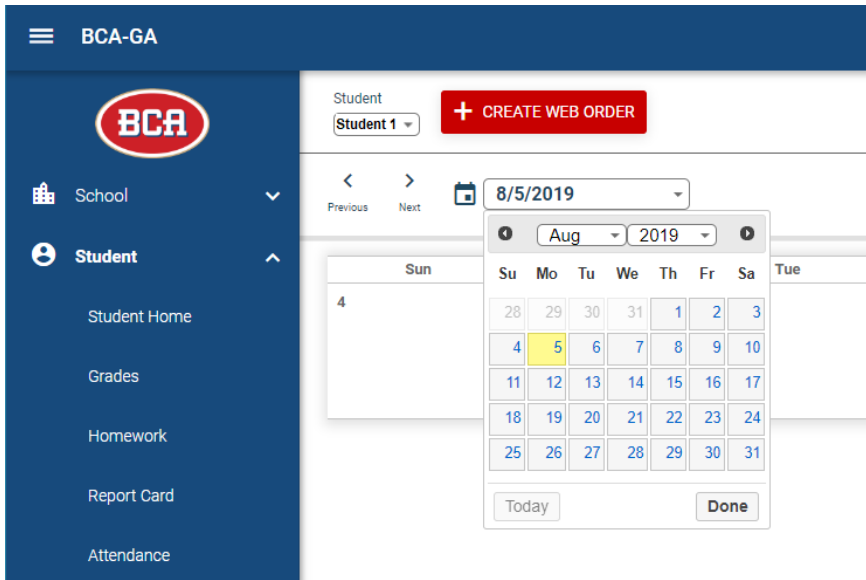 BCA-GA
BCA
School
Student
Student Home
Grades
Homework
Report Card
Attendance
Student
Student 1
+ CREATE WEB ORDER
Previous
Next
8/5/2019
Sun
Tue
4
Aug 2019
Su Mo Tu We Th Fr Sa
28 29 30 31 1 2 3
4 5 6 7 8 9 10
11 12 13 14 15 16 17
18 19 20 21 22 23 24
25 26 27 28 29 30 31
Today Done